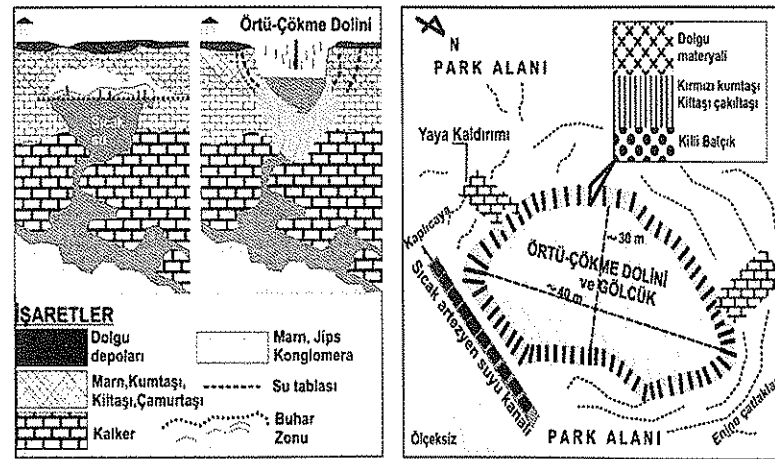 Örtü-Çökme Dolini
Sıcak
İŞARETLER
Dolgu
depoları
Marn, Jips
Konglomera
Marn,Kumtaşı,
Kiltaşı,Çamurtaşı
Su tablası
Kalker
Buhar
Zonu
N
PARK ALANI
Dolgu
materyali
Kırmızı kumtaşı
Kiltaşı çakıltaşı
Killi Balçık
Yaya Kaldırımı
Kaplıcaya
~ 30 m
ÖRTÜ-ÇÖKME DOLİNİ
ve GÖLCÜK
~40 m
Sıcak artezyen suyu kanalı
Ölçeksiz
PARK ALANI